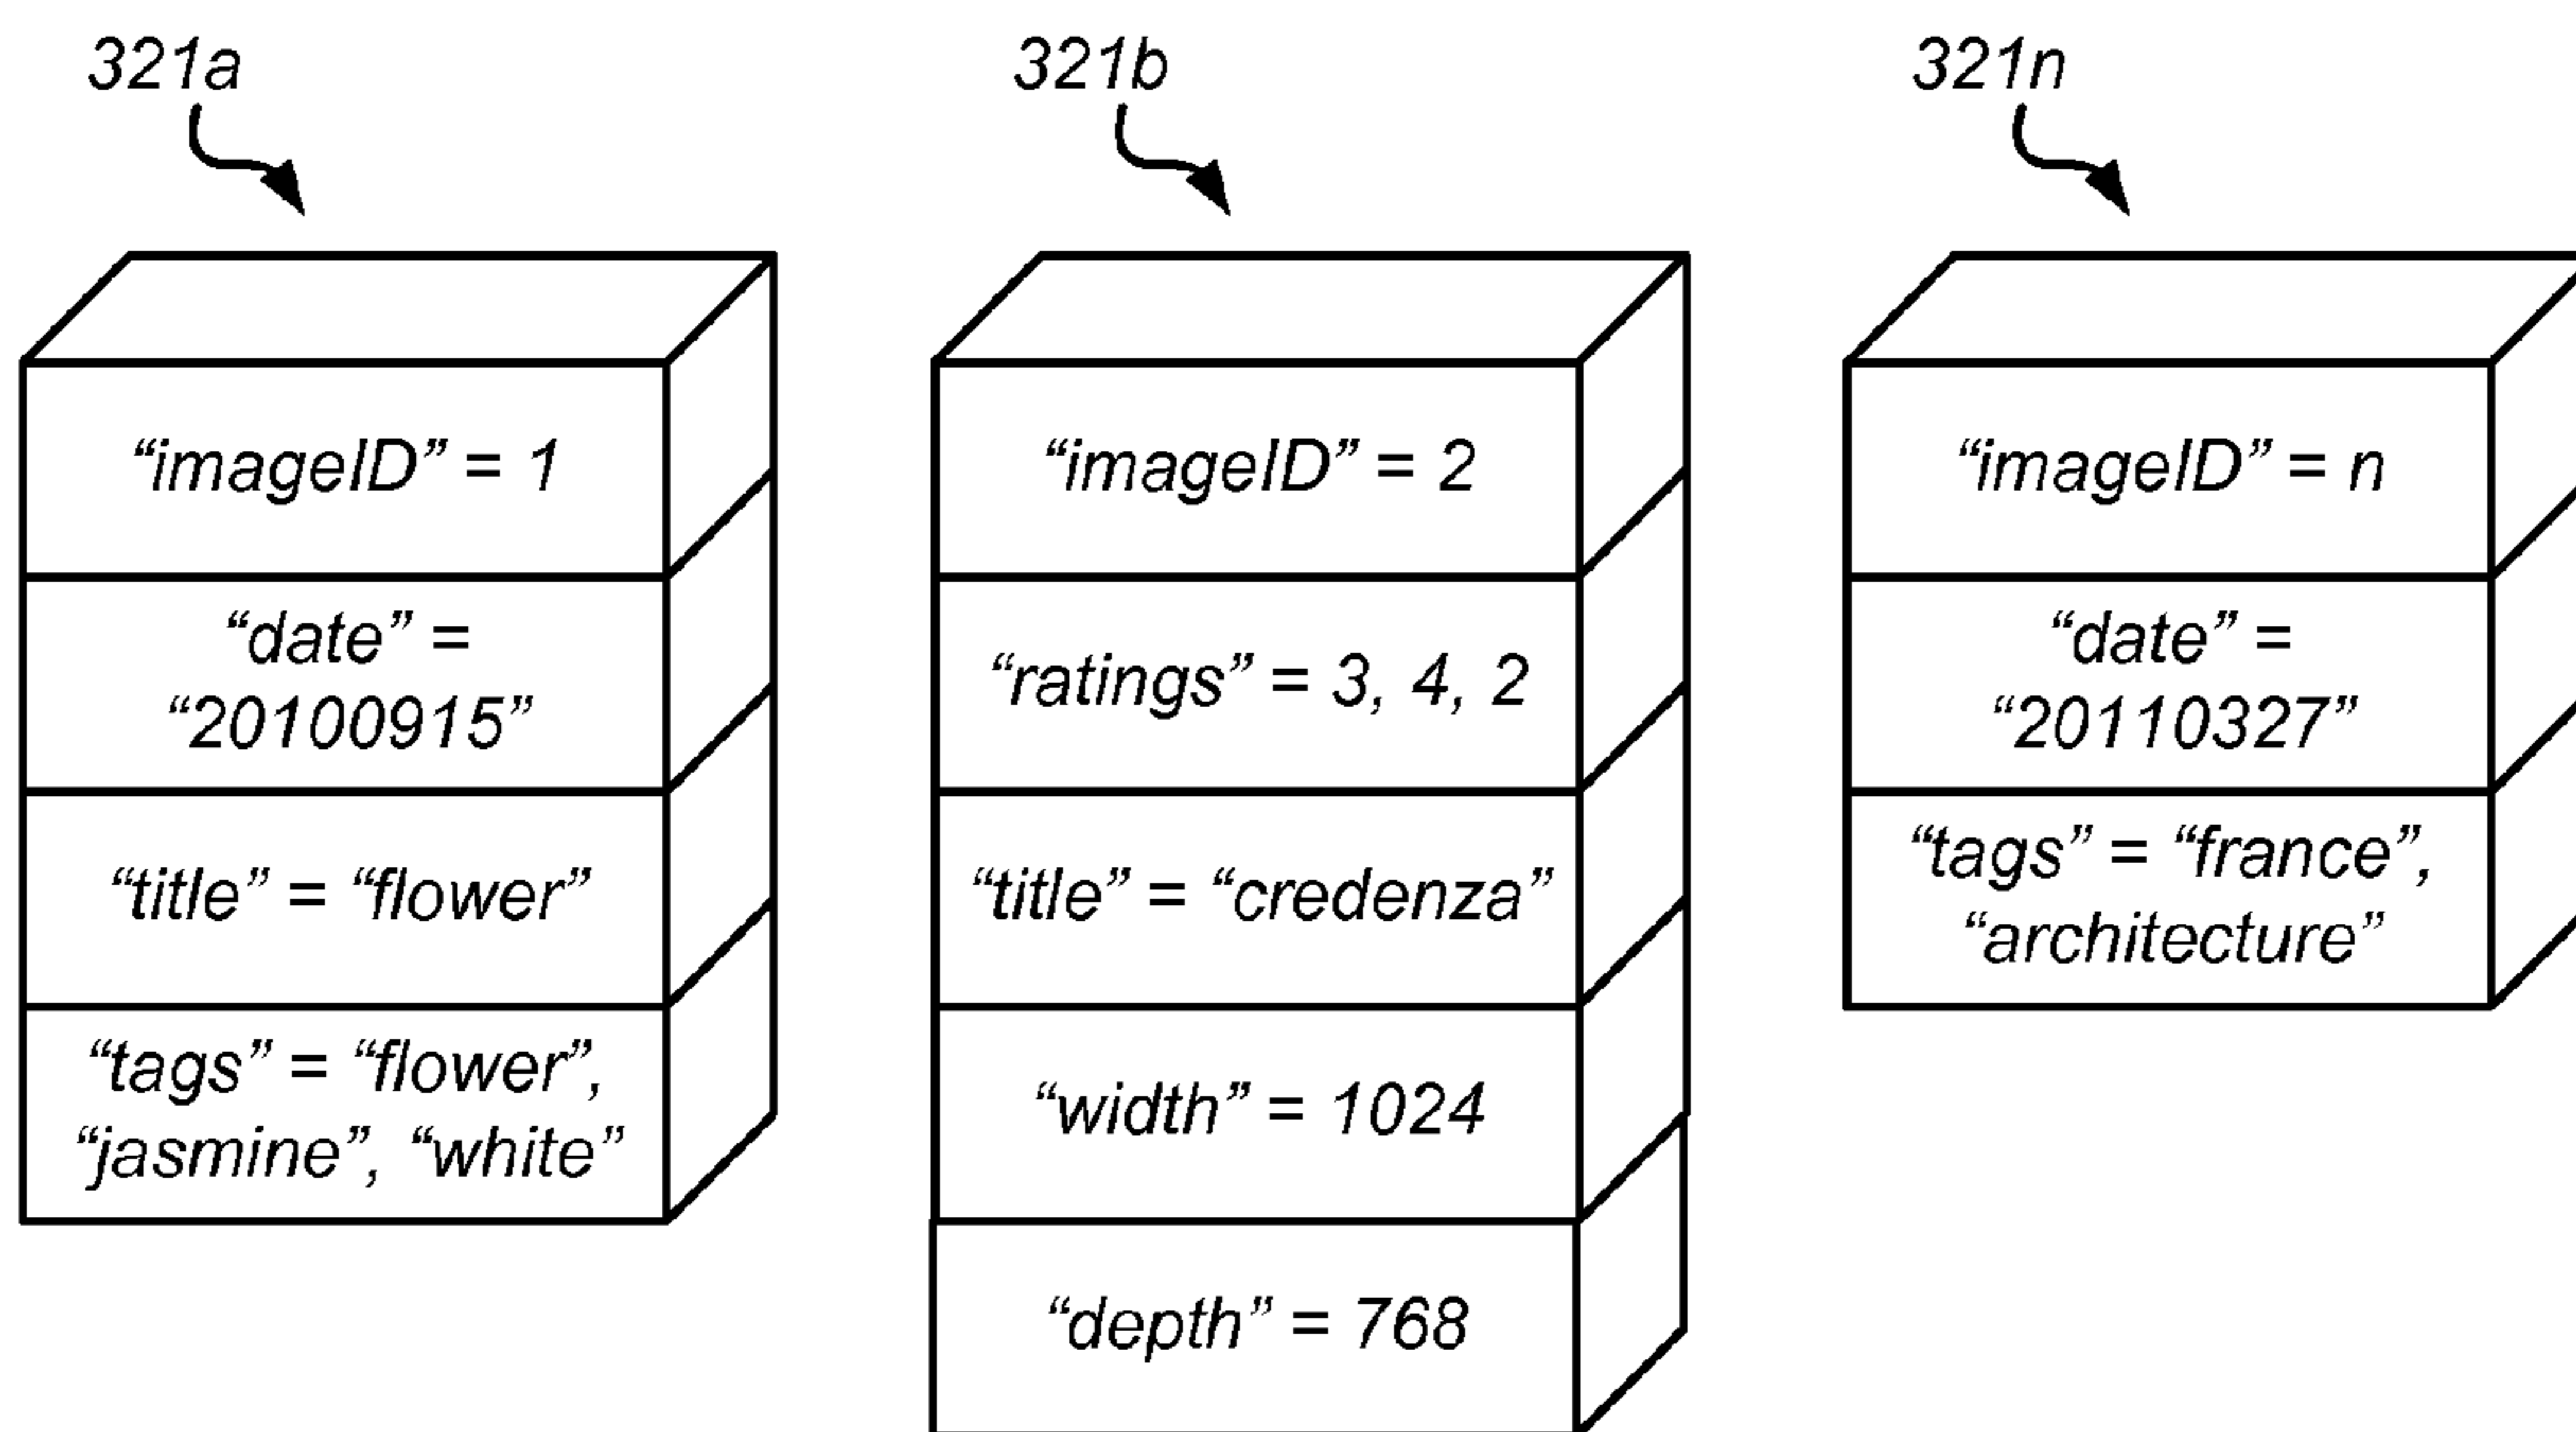 321a
321b
321n
“imageID” = 1
“date” =
“20100915”
“title” = “flower”
“tags” = “flower”,
“jasmine”, “white”
“imageID” = 2
“ratings” = 3, 4, 2
“title” = “credenza”
“width” = 1024
“depth” = 768
“imageID” = n
“date” =
“20110327”
“tags” = “france”,
“architecture”